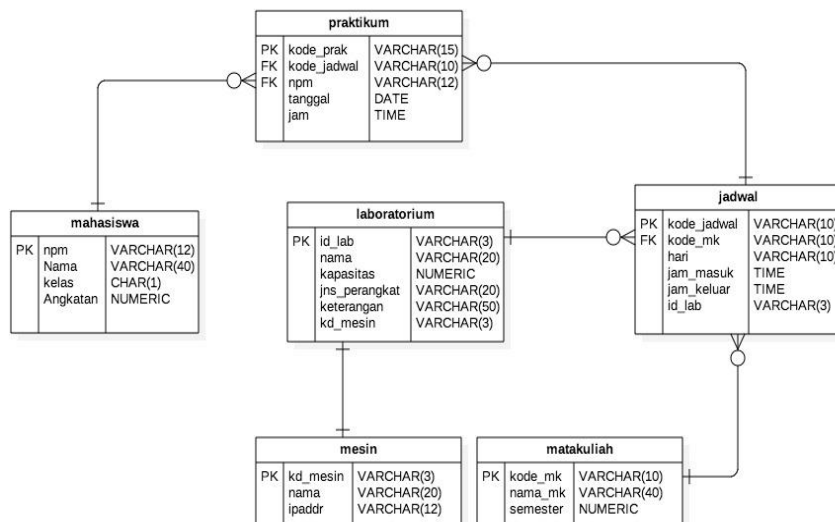 praktikum
PK kode_prak VARCHAR(15)
FK kode_jadwal VARCHAR(10)
FK npm VARCHAR(12)
tanggal DATE
jam TIME
mahasiswa
PK npm VARCHAR(12)
Nama VARCHAR(40)
kelas CHAR(1)
Angkatan NUMERIC
laboratorium
PK id_lab VARCHAR(3)
nama VARCHAR(20)
kapasitas NUMERIC
jns_perangkat VARCHAR(20)
keterangan VARCHAR(50)
kd_mesin VARCHAR(3)
jadwal
PK kode_jadwal VARCHAR(10)
FK kode_mk VARCHAR(10)
hari VARCHAR(10)
jam_masuk TIME
jam_keluar TIME
id_lab VARCHAR(3)
mesin
PK kd_mesin VARCHAR(3)
nama VARCHAR(20)
ipaddr VARCHAR(12)
matakuliah
PK kode_mk VARCHAR(10)
nama_mk VARCHAR(40)
semester NUMERIC